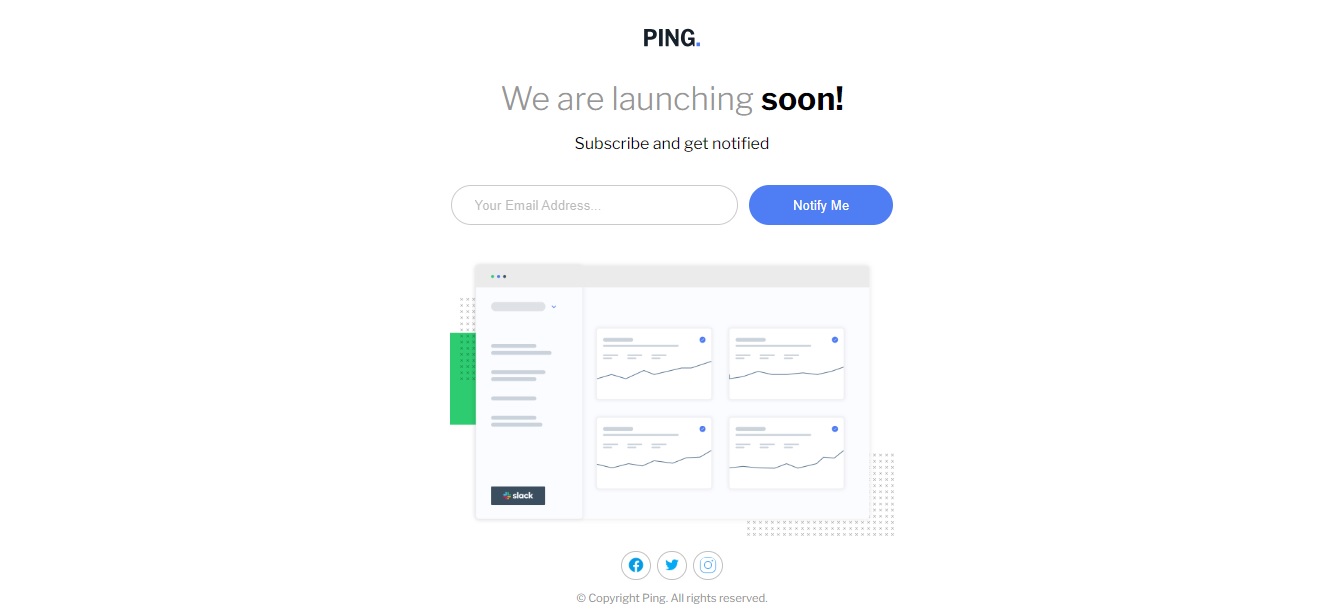 PING.
We are launching soon!
Subscribe and get notified
Your Email Address...
Notify Me
slack
© Copyright Ping. All rights reserved.